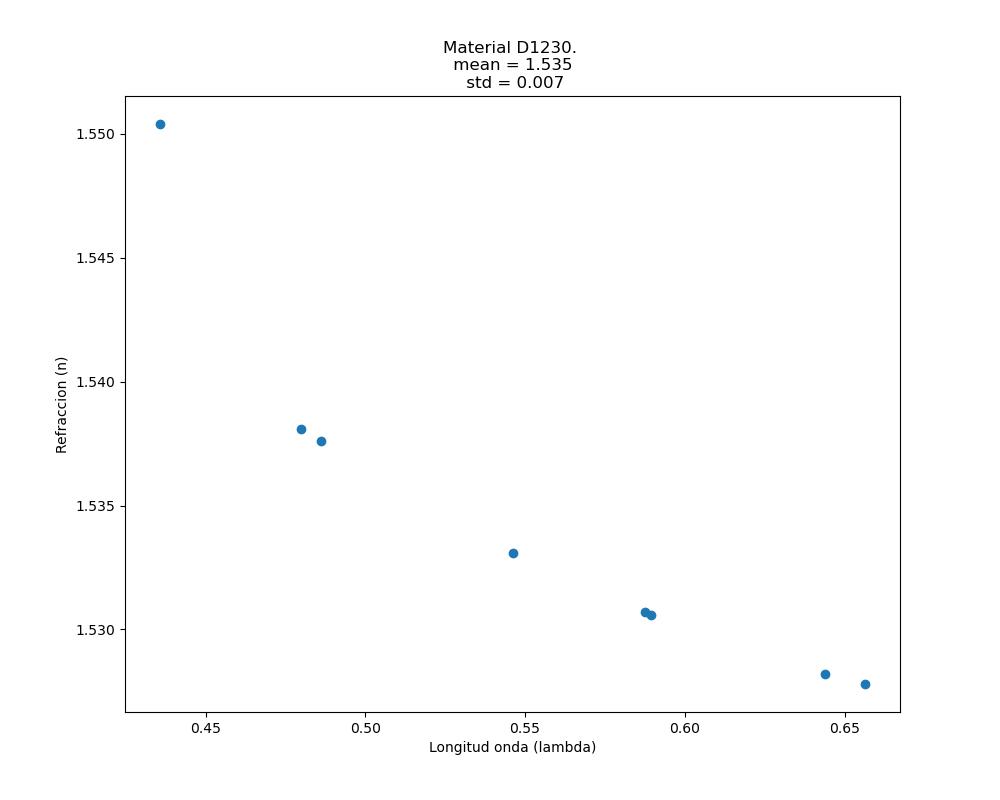 Material D1230.
mean = 1.535
std = 0.007
1.550
1.545
1.540
1.535
1.530
Refraccion (n)
0.45
0.50
0.55
0.60
0.65
Longitud onda (lambda)